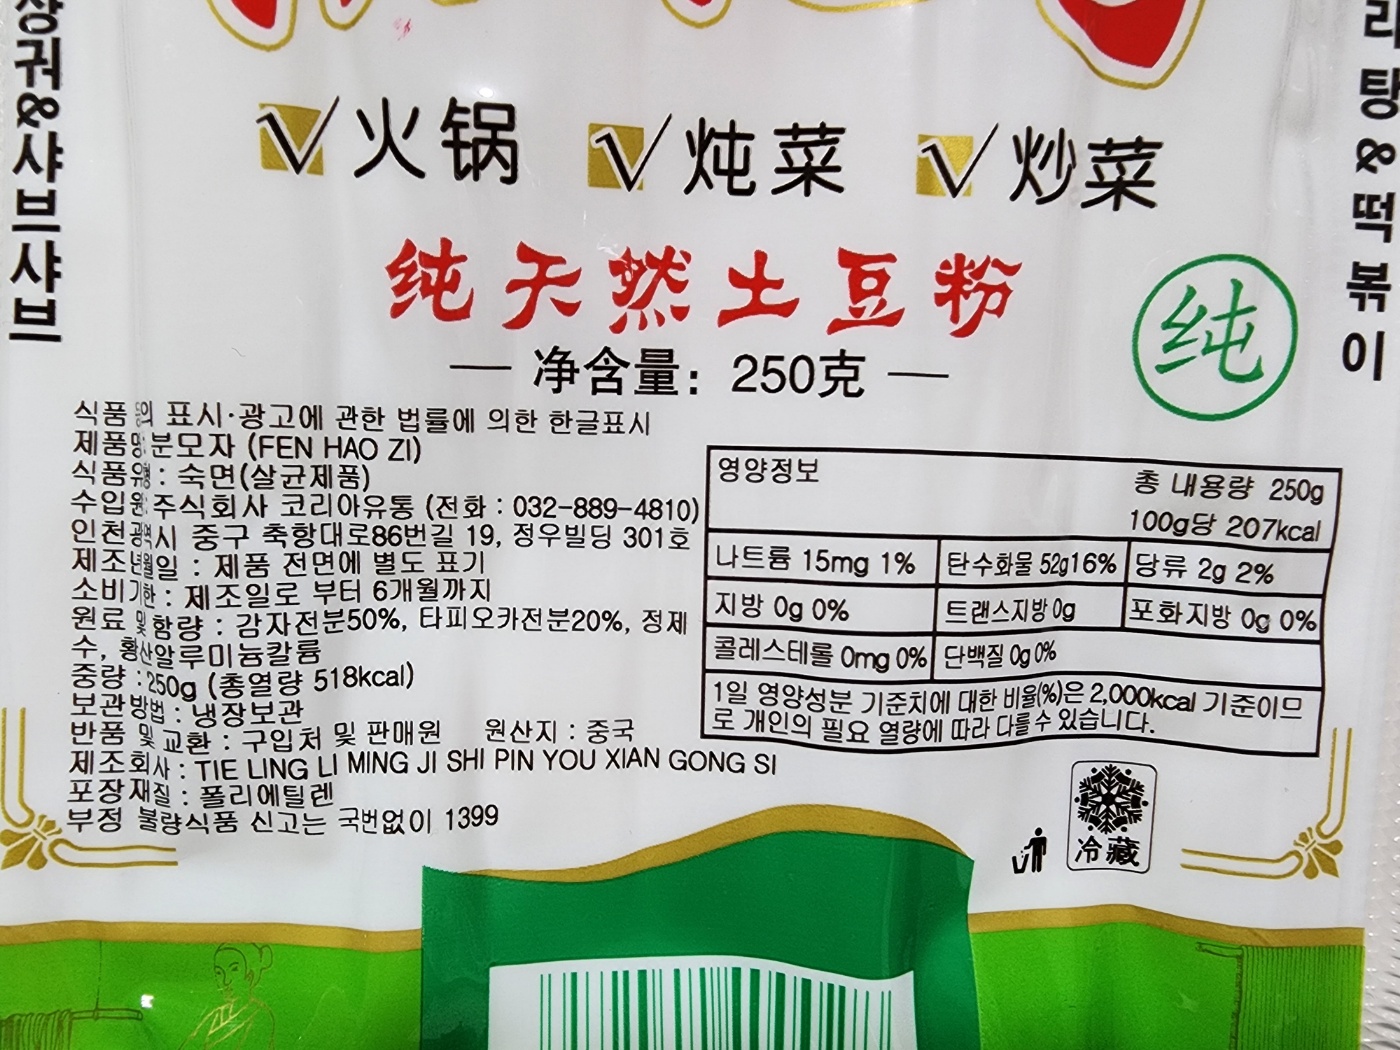 장궈&샤브샤브
라탕&떡볶이
火锅 炖菜 炒菜
纯天然土豆粉
净含量：250克
纯
식품등의 표시·광고에 관한 법률에 의한 한글표시
제품명:분모자 (FEN HAO ZI)
식품유형 : 숙면(살균제품)
수입원:주식회사 코리아유통 (전화 : 032-889-4810)
인천광역시 중구 축항대로86번길 19, 정우빌딩 301호
제조년월일 : 제품 전면에 별도 표기
소비기한 : 제조일로 부터 6개월까지
원료 및 함량 : 감자전분50%, 타피오카전분20%, 정제
수, 황산알루미늄칼륨
중량 : 250g (총열량 518kcal)
보관방법 : 냉장보관
반품 및 교환 : 구입처 및 판매원 원산지 : 중국
제조회사 : TIE LING LI MING JI SHI PIN YOU XIAN GONG SI
포장재질 : 폴리에틸렌
부정 불량식품 신고는 국번없이 1399
영양정보 총 내용량 250g
100g당 207kcal
나트륨 15mg 1% 탄수화물 52g16% 당류 2g 2%
지방 0g 0% 트랜스지방 0g 포화지방 0g 0%
콜레스테롤 0mg 0% 단백질 0g 0%
1일 영양성분 기준치에 대한 비율(%)은 2,000kcal 기준이므
로 개인의 필요 열량에 따라 다를수 있습니다.
冷藏